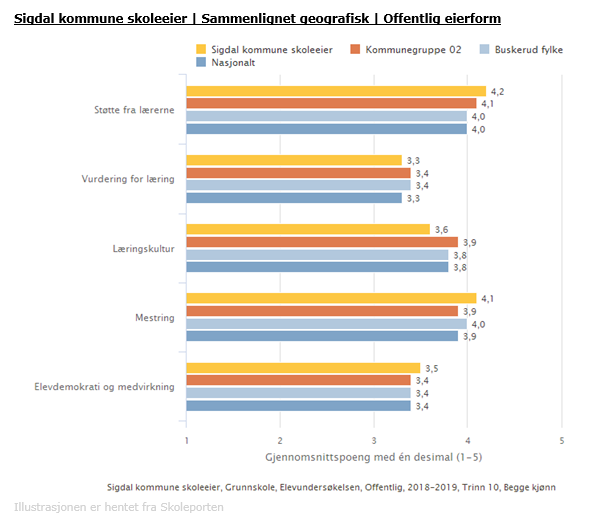 Sigdal kommune skoleeier | Sammenlignet geografisk | Offentlig eierform
Sigdal kommune skoleeier Kommunegruppe 02 Buskerud fylke
Nasjonalt
Støtte fra lærerne
4,2
4,1
4,0
4,0
Vurdering for læring
3,3
3,4
3,4
3,3
Læringskultur
3,6
3,9
3,8
3,8
Mestring
4,1
3,9
4,0
3,9
Elevdemokrati og medvirkning
3,5
3,4
3,4
3,4
1 2 3 4 5
Gjennomsnittspoeng med én desimal (1-5)
Sigdal kommune skoleeier, Grunnskole, Elevundersøkelsen, Offentlig, 2018-2019, Trinn 10, Begge kjønn
Illustrasjonen er hentet fra Skoleporten